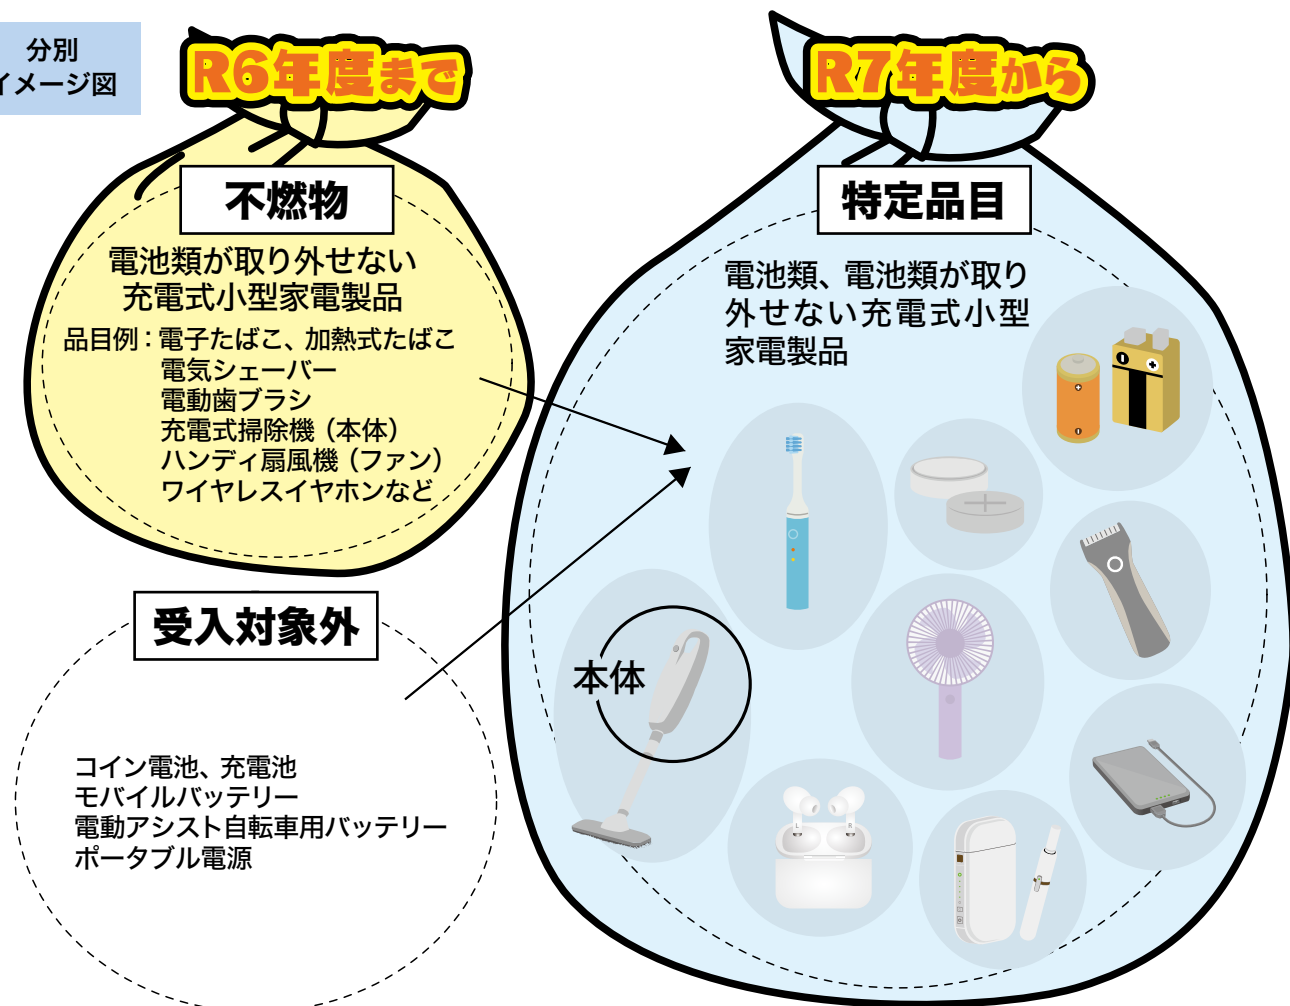 分別
イメージ図
R6年度まで
不燃物
電池類が取り外せない
充電式小型家電製品
品目例：電子たばこ、加熱式たばこ
電気シェーバー
電動歯ブラシ
充電式掃除機（本体）
ハンディ扇風機（ファン）
ワイヤレスイヤホンなど
受入対象外
コイン電池、充電池
モバイルバッテリー
電動アシスト自転車用バッテリー
ポータブル電源
R7年度から
特定品目
電池類、電池類が取り
外せない充電式小型
家電製品
本体
L
R